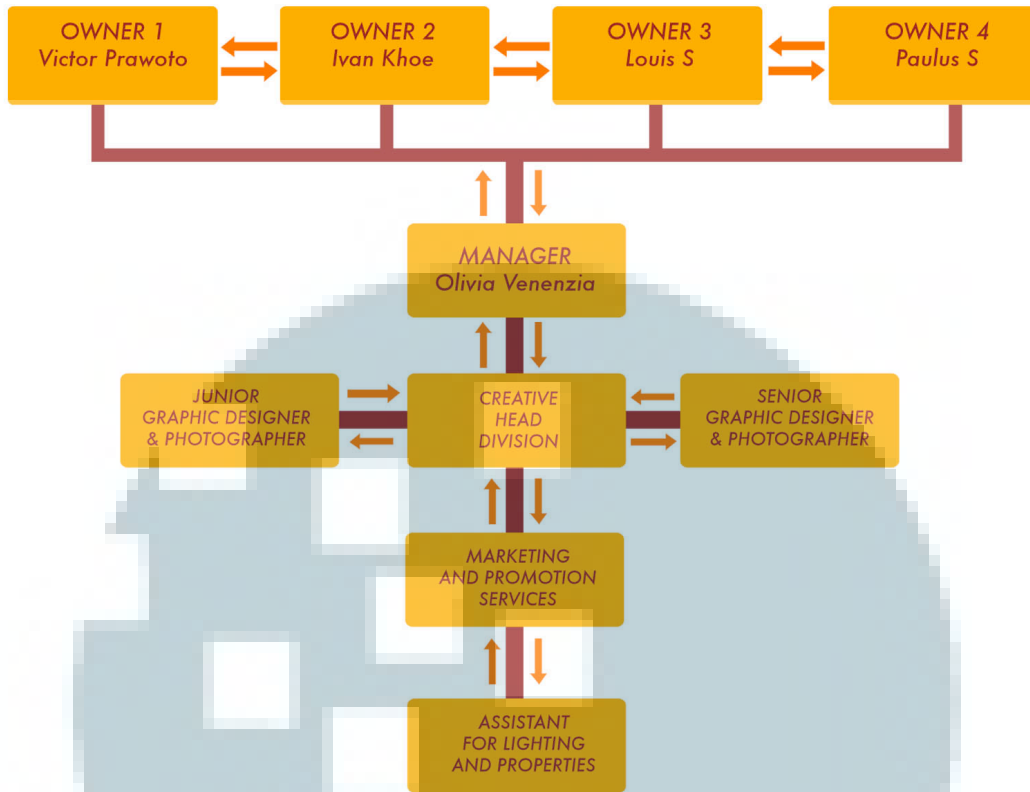 OWNER 1
Victor Prawoto
OWNER 2
Ivan Khoe
OWNER 3
Louis S
OWNER 4
Paulus S
MANAGER
Olivia Venenzia
JUNIOR
GRAPHIC DESIGNER
& PHOTOGRAPHER
CREATIVE
HEAD
DIVISION
SENIOR
GRAPHIC DESIGNER
& PHOTOGRAPHER
MARKETING
AND PROMOTION
SERVICES
ASSISTANT
FOR LIGHTING
AND PROPERTIES